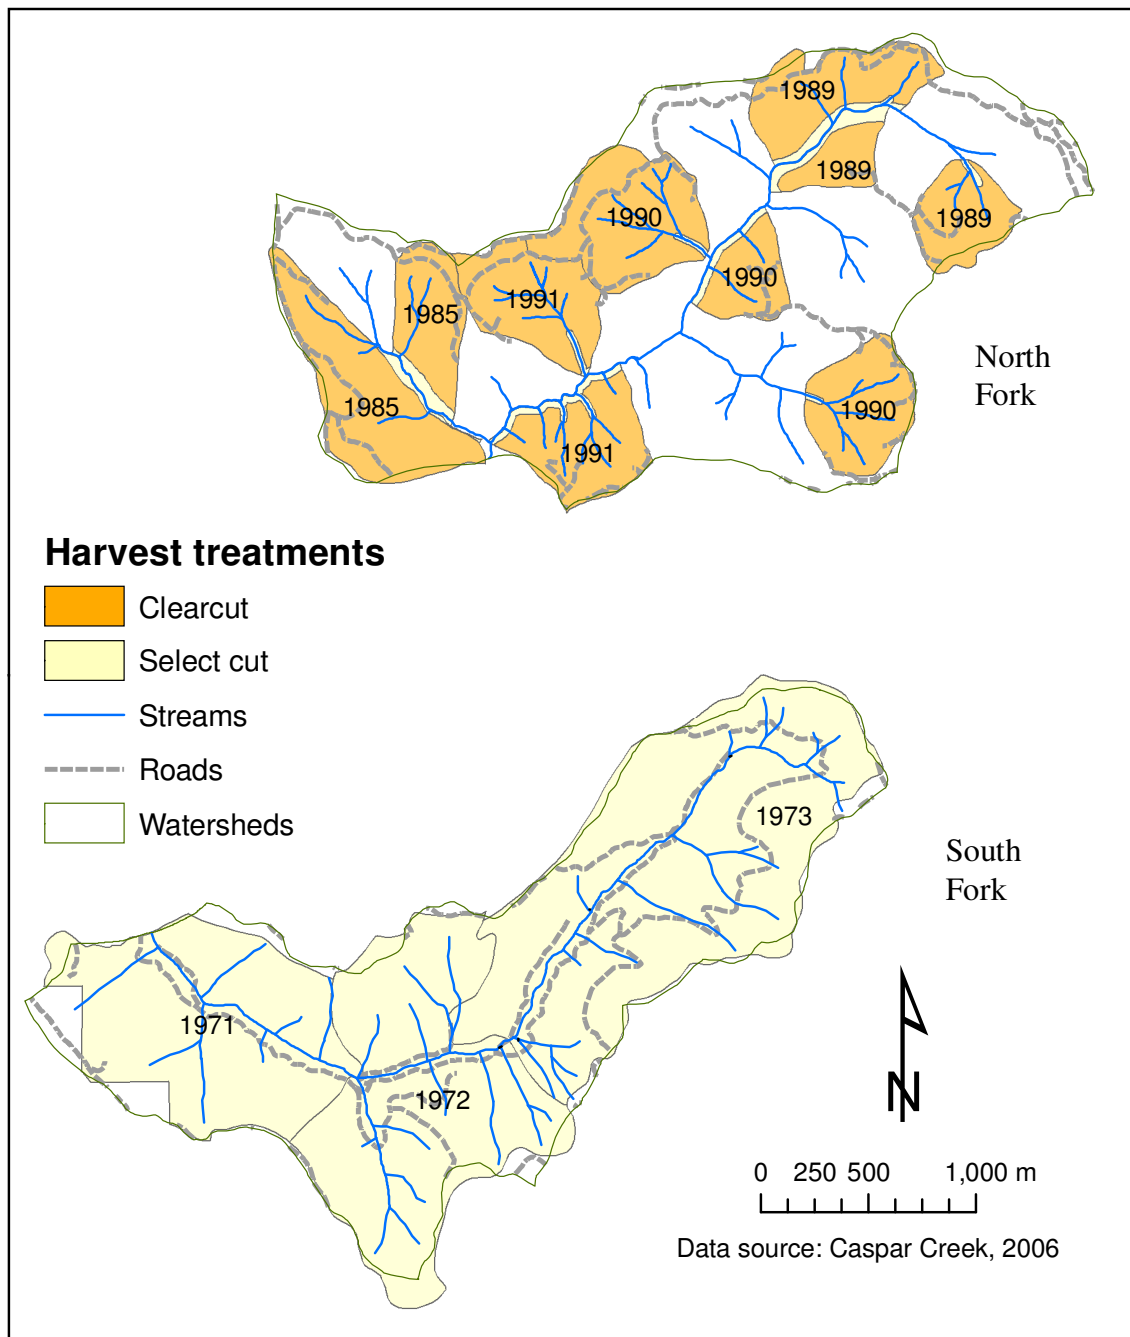 1989
1989
1989
1990
1990
1991
1985
1985
1990
1991
North
Fork
Harvest treatments
Clearcut
Select cut
Streams
Roads
Watersheds
1973
South
Fork
1971
1972
N
0 250 500 1,000 m
Data source: Caspar Creek, 2006